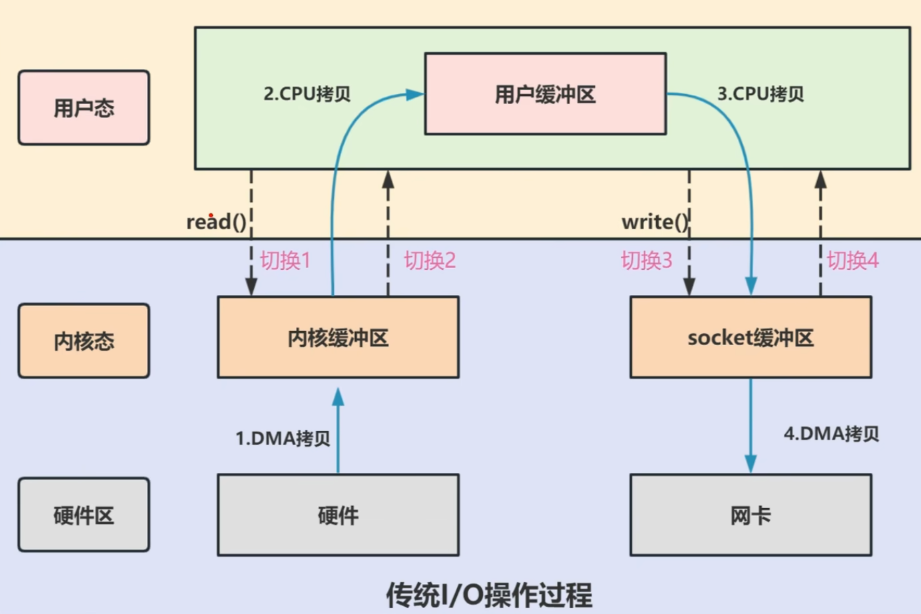 2.CPU拷贝
用户缓冲区
3.CPU拷贝
用户态
read()
write()
切换1
切换2
切换3
切换4
内核态
内核缓冲区
socket缓冲区
1.DMA拷贝
4.DMA拷贝
硬件区
硬件
网卡
传统I/O操作过程